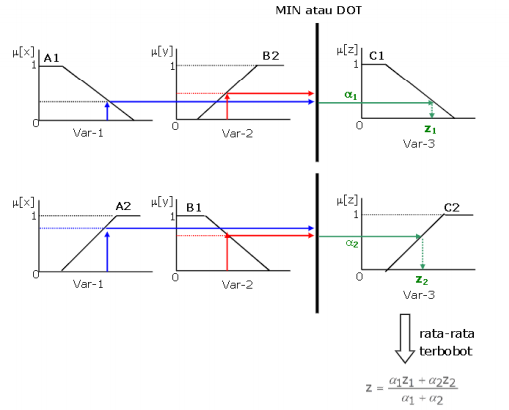 MIN atau DOT
μ[x]
A1
1
0
Var-1
μ[y]
B2
1
0
Var-2
μ[z]
C1
1
α1
0
z1
Var-3
μ[x]
A2
1
0
Var-1
μ[y]
B1
1
0
Var-2
μ[z]
C2
1
α2
0
z2
Var-3
rata-rata
terbobot
z = (α1z1 + α2z2) / (α1 + α2)